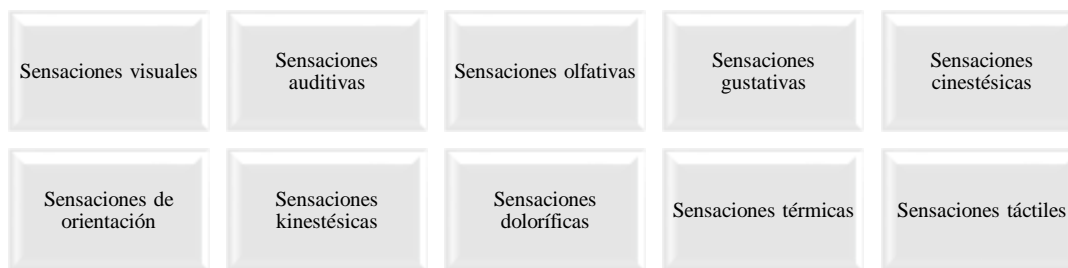 Sensaciones visuales
Sensaciones
auditivas
Sensaciones olfativas
Sensaciones
gustativas
Sensaciones
cinestésicas
Sensaciones de
orientación
Sensaciones
kinestésicas
Sensaciones
doloríficas
Sensaciones térmicas
Sensaciones táctiles